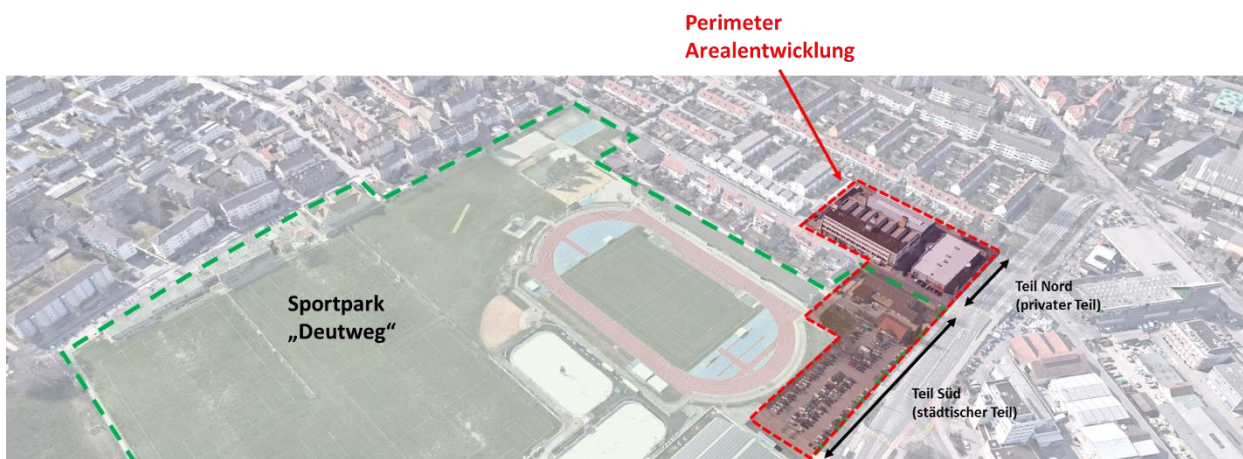 Perimeter
Arealentwicklung
Sportpark
„Deutweg“
Teil Nord
(privater Teil)
Teil Süd
(städtischer Teil)